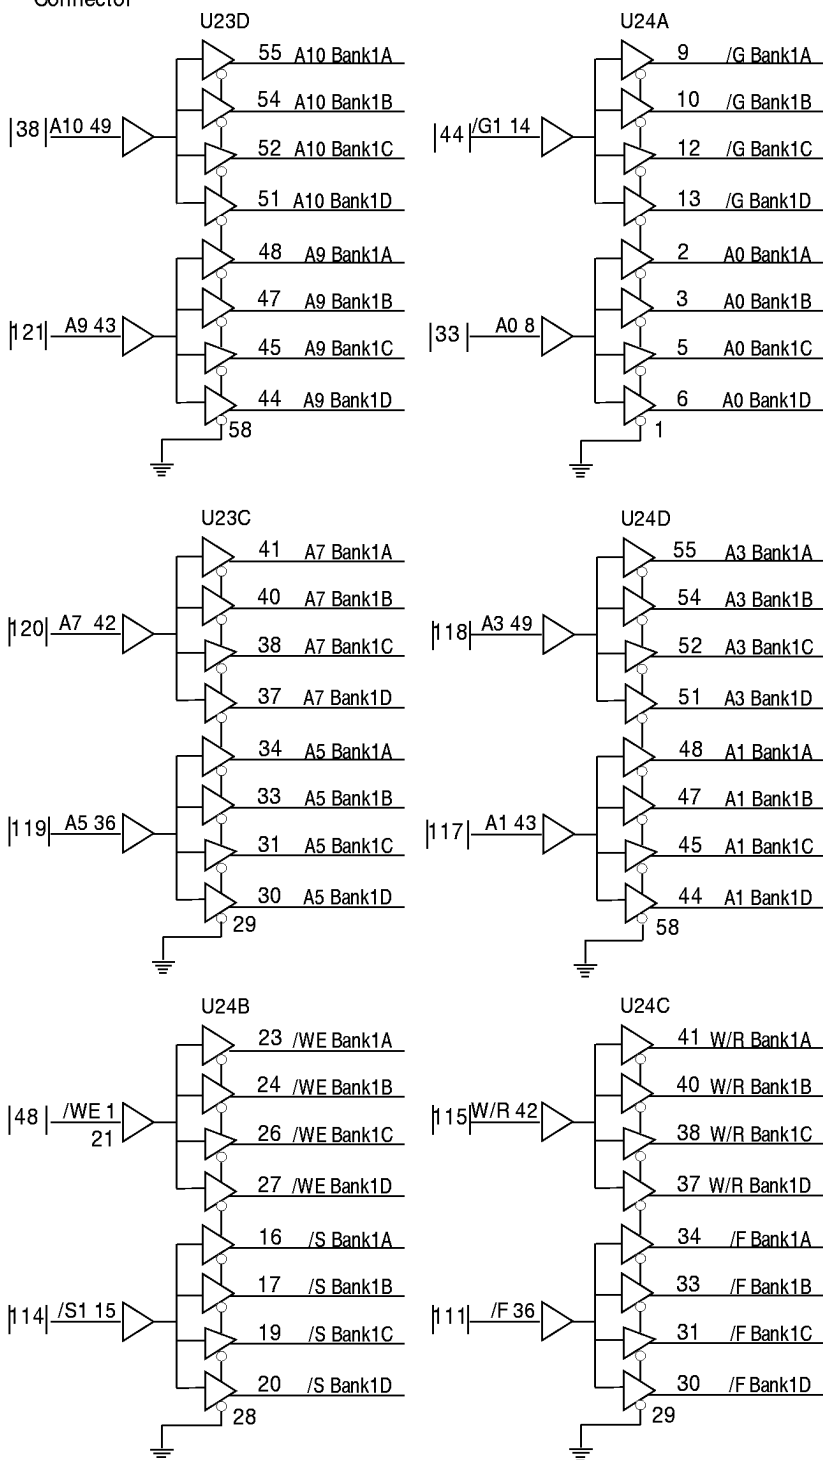 Connector
U23D
55 A10 Bank1A
54 A10 Bank1B
|38| A10 49
52 A10 Bank1C
51 A10 Bank1D
48 A9 Bank1A
47 A9 Bank1B
|121| A9 43
45 A9 Bank1C
44 A9 Bank1D
58
U24A
9 /G Bank1A
10 /G Bank1B
|44| /G1 14
12 /G Bank1C
13 /G Bank1D
2 A0 Bank1A
3 A0 Bank1B
|33| A0 8
5 A0 Bank1C
6 A0 Bank1D
1
U23C
41 A7 Bank1A
40 A7 Bank1B
|120| A7 42
38 A7 Bank1C
37 A7 Bank1D
34 A5 Bank1A
33 A5 Bank1B
|119| A5 36
31 A5 Bank1C
30 A5 Bank1D
29
U24D
55 A3 Bank1A
54 A3 Bank1B
|118| A3 49
52 A3 Bank1C
51 A3 Bank1D
48 A1 Bank1A
47 A1 Bank1B
|117| A1 43
45 A1 Bank1C
44 A1 Bank1D
58
U24B
23 /WE Bank1A
24 /WE Bank1B
|48| /WE 1
21
26 /WE Bank1C
27 /WE Bank1D
16 /S Bank1A
17 /S Bank1B
|114| /S1 15
19 /S Bank1C
20 /S Bank1D
28
U24C
41 W/R Bank1A
40 W/R Bank1B
|115| W/R 42
38 W/R Bank1C
37 W/R Bank1D
34 /F Bank1A
33 /F Bank1B
|111| /F 36
31 /F Bank1C
30 /F Bank1D
29